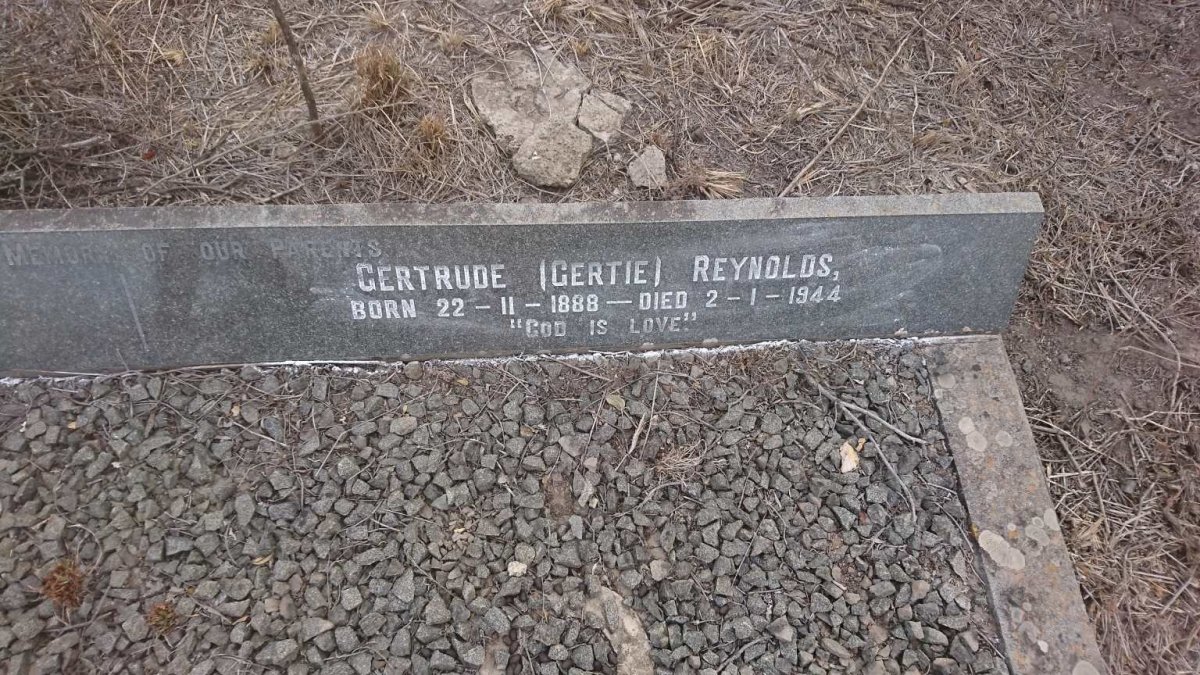 MEMORY OF OUR PARENTS
GERTRUDE (GERTIE) REYNOLDS,
BORN 22-11-1888—DIED 2-1-1944
"GOD IS LOVE."